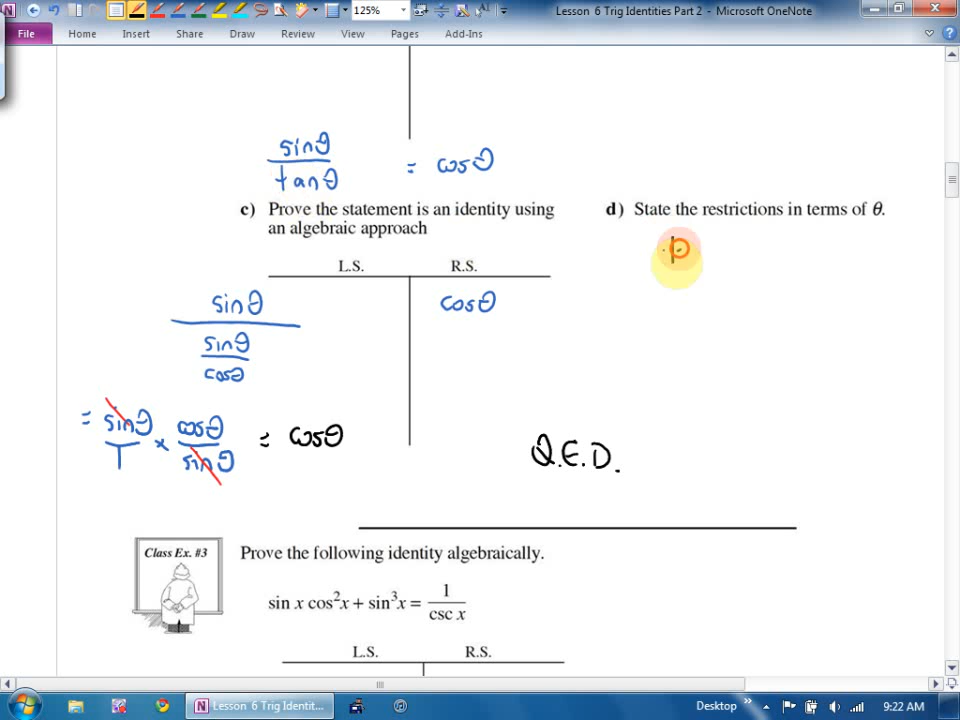 125% Lesson 6 Trig Identities Part 2 - Microsoft OneNote
File Home Insert Share Draw Review View Pages Add-Ins
sinθ
tanθ
= cosθ
c) Prove the statement is an identity using
an algebraic approach
d) State the restrictions in terms of θ.
L.S. R.S.
sinθ
sinθ
cosθ
cosθ
= sinθ/1 × cosθ/sinθ = cosθ
Q.E.D.
Class Ex. #3
Prove the following identity algebraically.
sin x cos²x + sin³x = 1/csc x
L.S. R.S.
Lesson 6 Trig Identit...
Desktop
9:22 AM